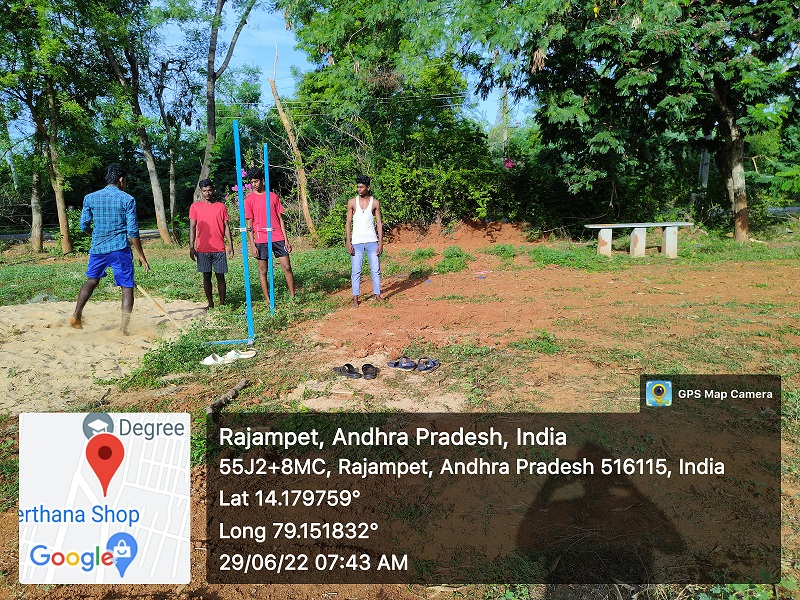 GPS Map Camera
Degree
erthana Shop
Google
Rajampet, Andhra Pradesh, India
55J2+8MC, Rajampet, Andhra Pradesh 516115, India
Lat 14.179759°
Long 79.151832°
29/06/22 07:43 AM